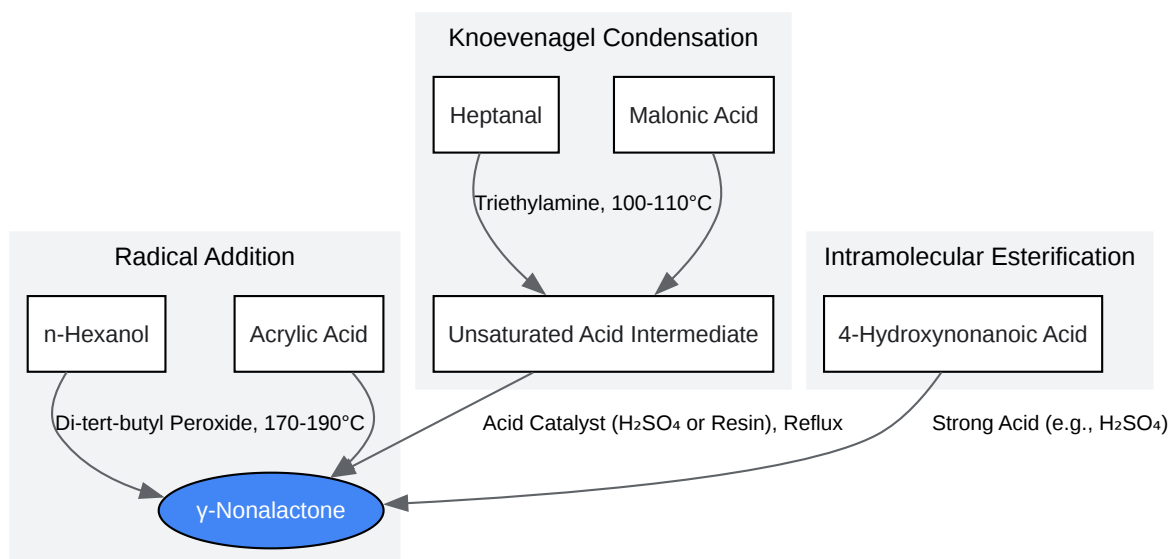 Knoevenagel Condensation
Heptanal
Malonic Acid
Triethylamine, 100-110°C
Radical Addition
Intramolecular Esterification
n-Hexanol
Acrylic Acid
Unsaturated Acid Intermediate
4-Hydroxynonanoic Acid
Di-tert-butyl Peroxide, 170-190°C
Acid Catalyst (H₂SO₄ or Resin), Reflux
Strong Acid (e.g., H₂SO₄)
γ-Nonalactone